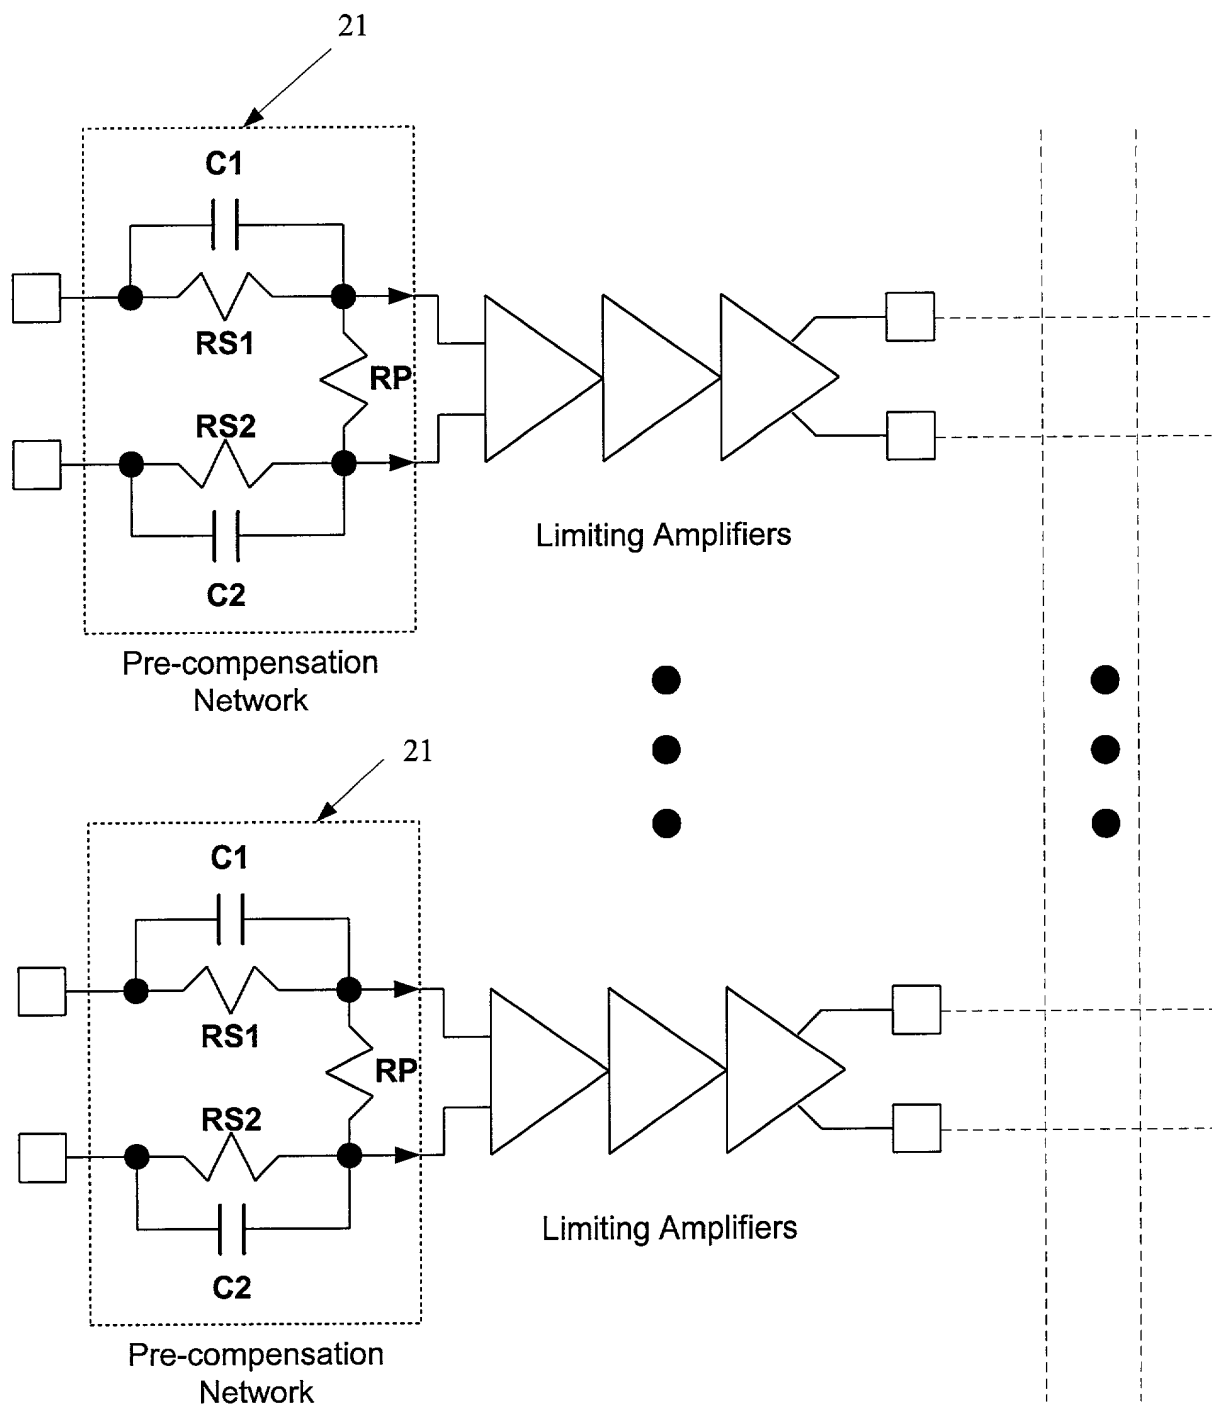 21
C1
RS1
RP
RS2
C2
Limiting Amplifiers
Pre-compensation
Network
21
C1
RS1
RP
RS2
C2
Limiting Amplifiers
Pre-compensation
Network